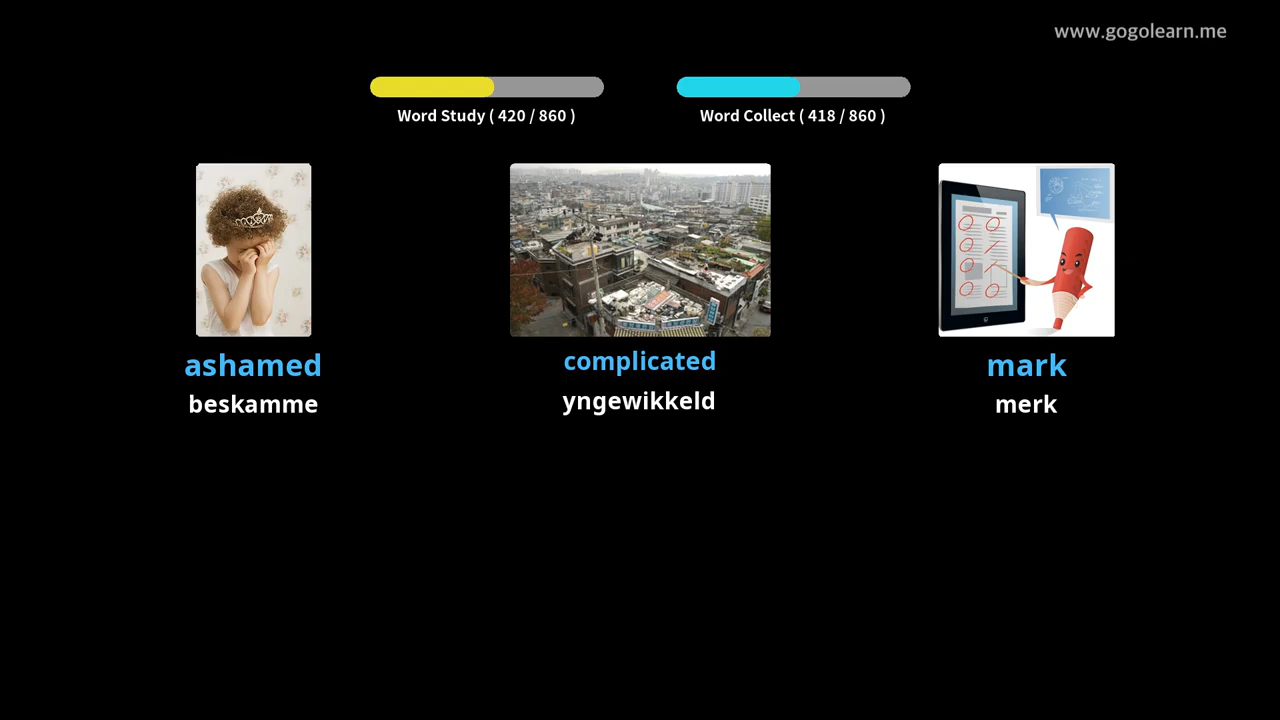 www.gogolearn.me
Word Study ( 420 / 860 )
Word Collect ( 418 / 860 )
ashamed
complicated
mark
beskamme
yngewikkeld
merk